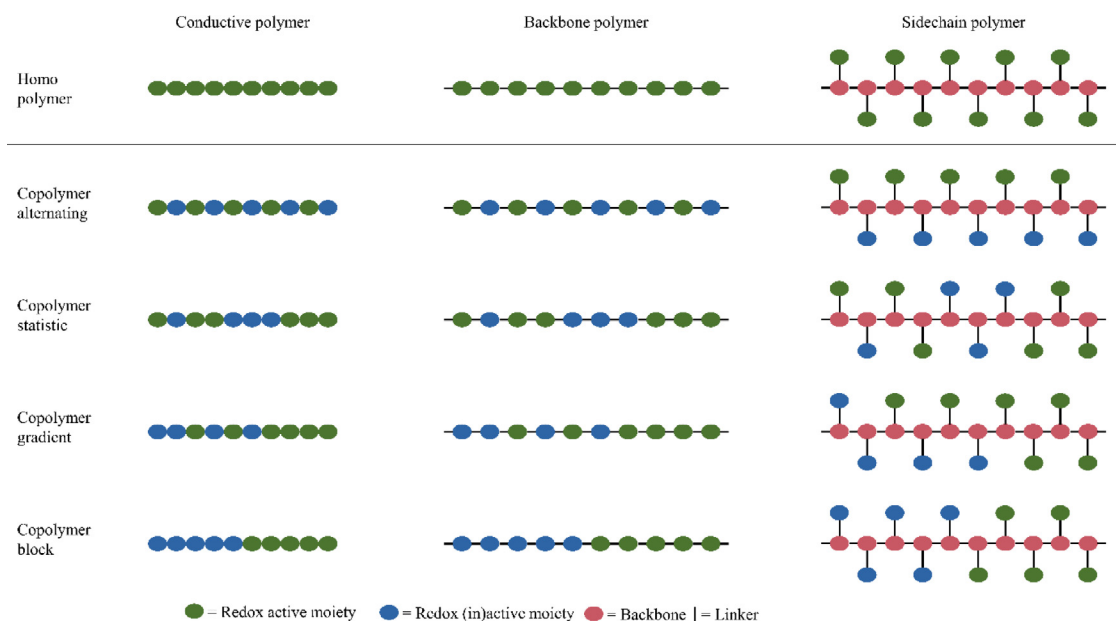 Conductive polymer Backbone polymer Sidechain polymer
Homo
polymer
Copolymer
alternating
Copolymer
statistic
Copolymer
gradient
Copolymer
block
= Redox active moiety = Redox (in)active moiety = Backbone | = Linker